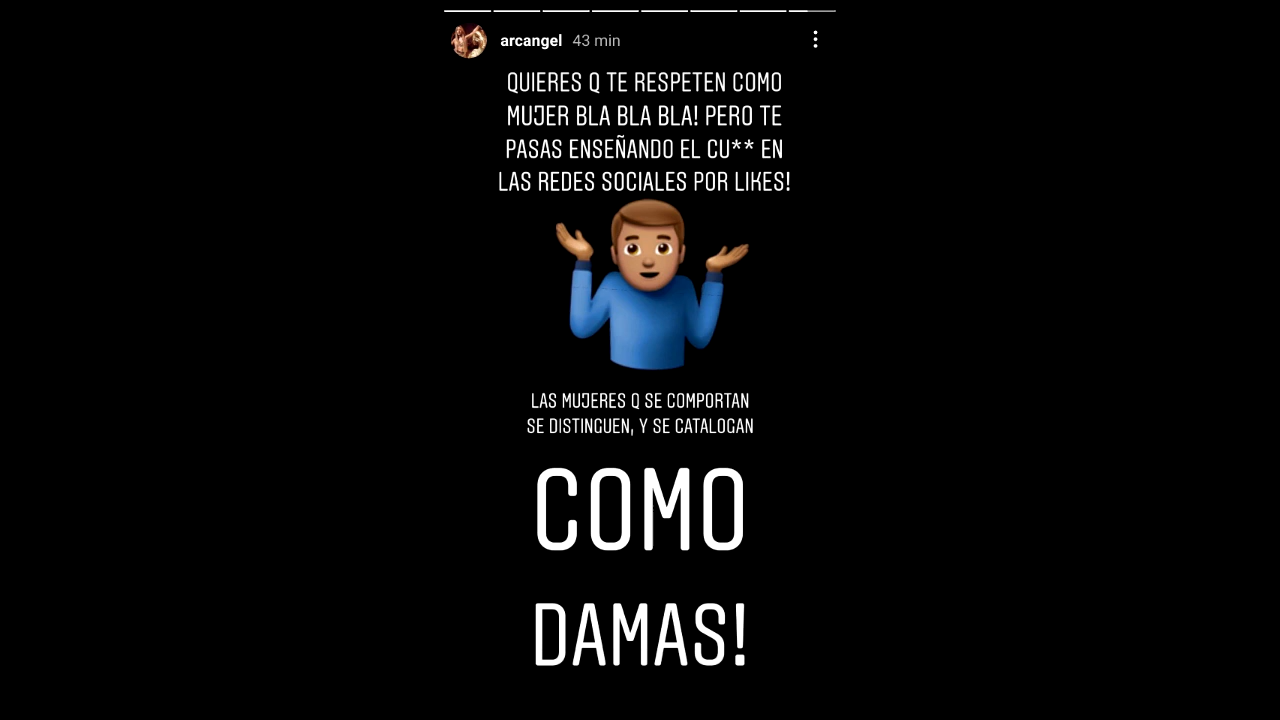 arcangel 43 min
QUIERES Q TE RESPETEN COMO
MUJER BLA BLA BLA! PERO TE
PASAS ENSEÑANDO EL CU** EN
LAS REDES SOCIALES POR LIKES!
LAS MUJERES Q SE COMPORTAN
SE DISTINGUEN, Y SE CATALOGAN
COMO
DAMAS!